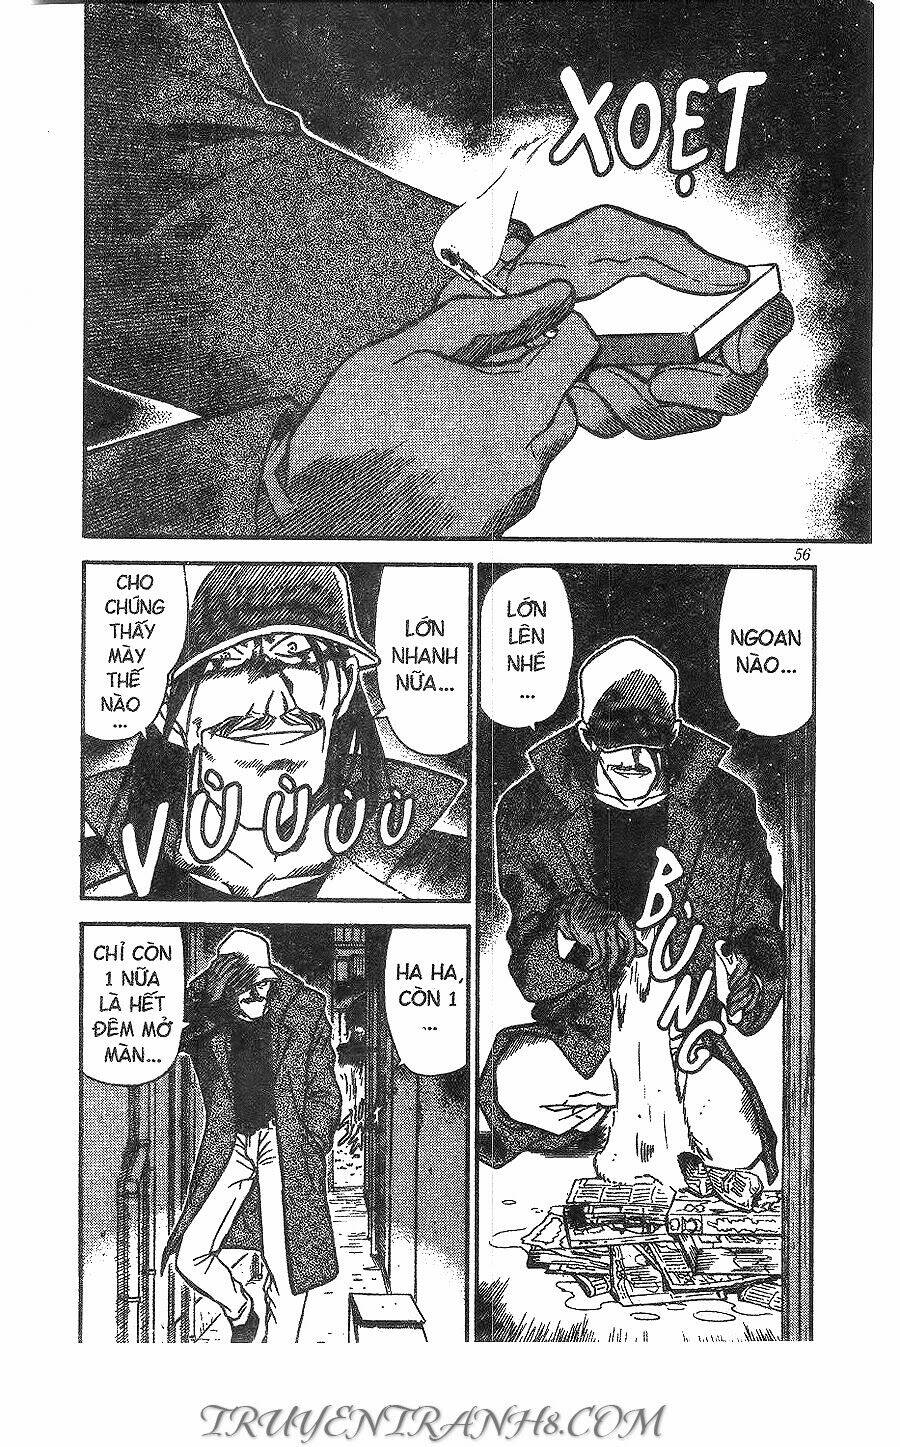 XOẸT
56
NGOAN
NÀO...
LỚN
LÊN
NHÉ
...
BÙNG
LỚN
NHANH
NỮA...
CHO
CHÚNG
THẤY
MÀY
THẾ
NÀO
...
VÙÙÙÙ
HA HA,
CÒN 1
...
CHỈ CÒN
1 NỮA
LÀ HẾT
ĐÊM MỞ
MÀN...
TRUYENTRANH8.COM